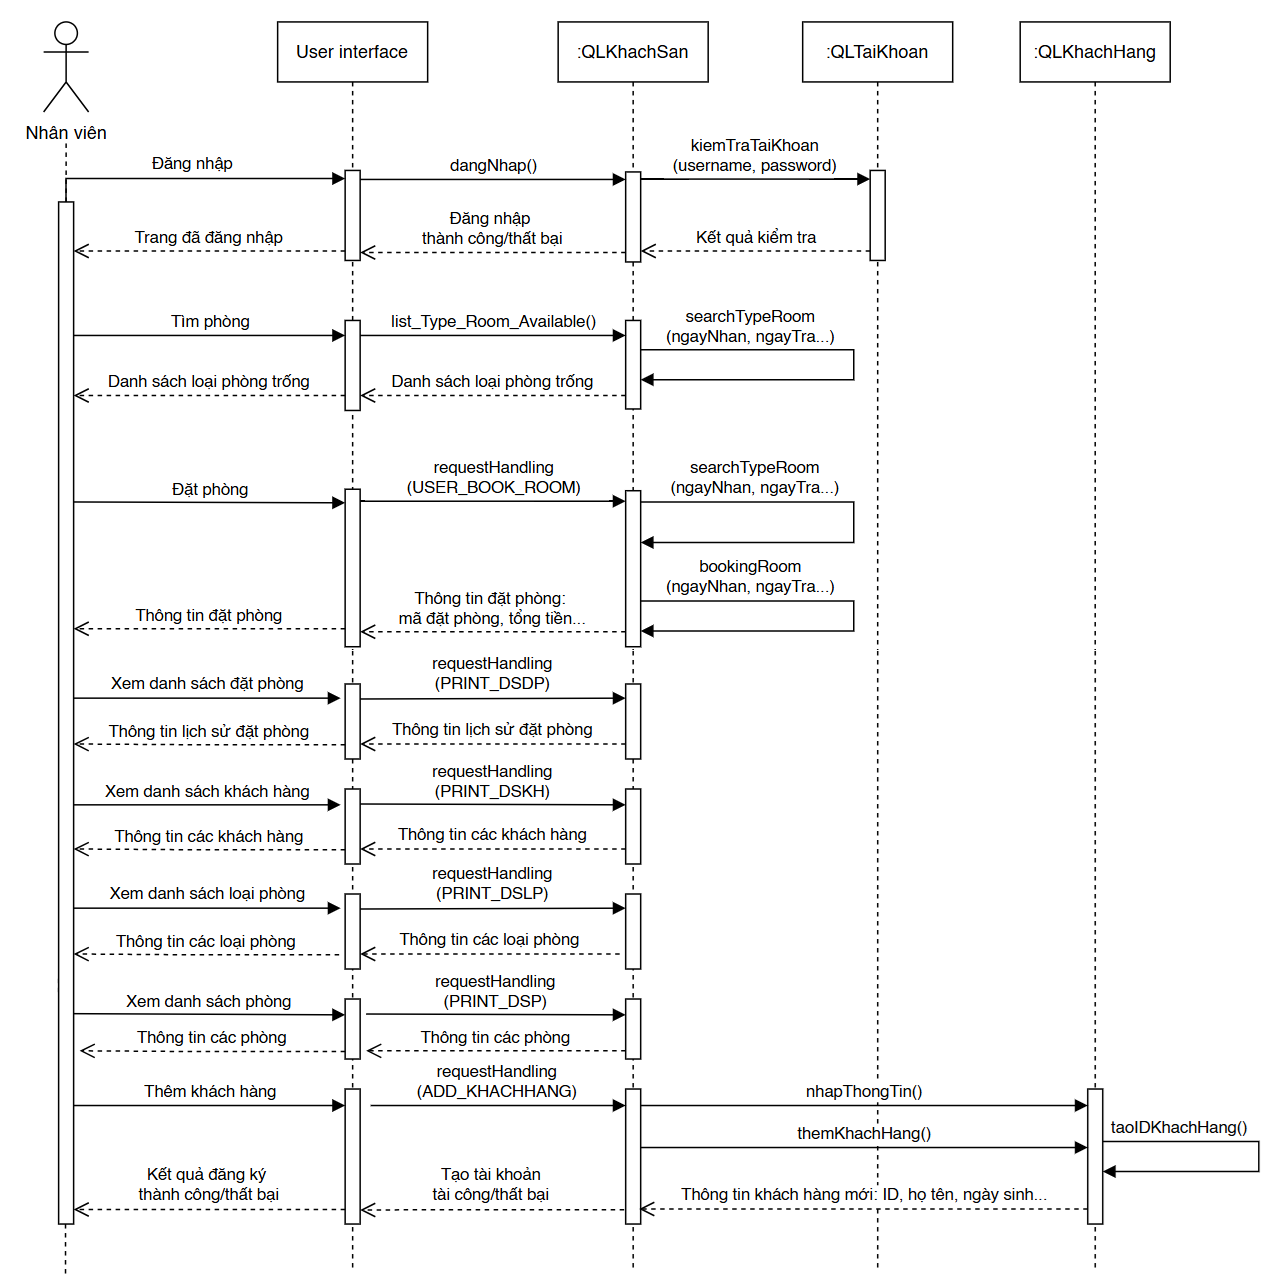 User interface
:QLKhachSan
:QLTaiKhoan
:QLKhachHang
Nhân viên
Đăng nhập
dangNhap()
kiemTraTaiKhoan
(username, password)
Trang đã đăng nhập
Đăng nhập
thành công/thất bại
Kết quả kiểm tra
Tìm phòng
list_Type_Room_Available()
searchTypeRoom
(ngayNhan, ngayTra...)
Danh sách loại phòng trống
Danh sách loại phòng trống
Đặt phòng
requestHandling
(USER_BOOK_ROOM)
searchTypeRoom
(ngayNhan, ngayTra...)
bookingRoom
(ngayNhan, ngayTra...)
Thông tin đặt phòng
Thông tin đặt phòng:
mã đặt phòng, tổng tiền...
Xem danh sách đặt phòng
requestHandling
(PRINT_DSDP)
Thông tin lịch sử đặt phòng
Thông tin lịch sử đặt phòng
Xem danh sách khách hàng
requestHandling
(PRINT_DSKH)
Thông tin các khách hàng
Thông tin các khách hàng
Xem danh sách loại phòng
requestHandling
(PRINT_DSLP)
Thông tin các loại phòng
Thông tin các loại phòng
Xem danh sách phòng
requestHandling
(PRINT_DSP)
Thông tin các phòng
Thông tin các phòng
Thêm khách hàng
requestHandling
(ADD_KHACHHANG)
nhapThongTin()
themKhachHang()
taoIDKhachHang()
Kết quả đăng ký
thành công/thất bại
Tạo tài khoản
tài công/thất bại
Thông tin khách hàng mới: ID, họ tên, ngày sinh...